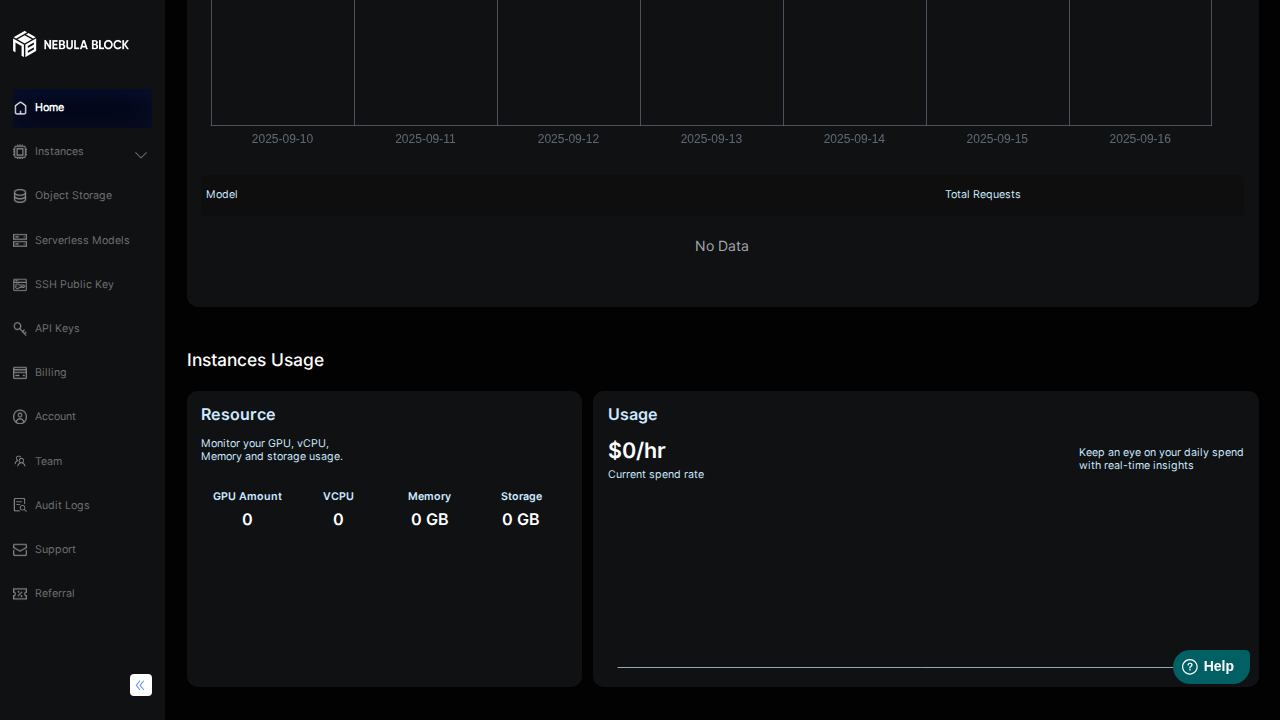 NEBULA BLOCK
Home
Instances
Object Storage
Serverless Models
SSH Public Key
API Keys
Billing
Account
Team
Audit Logs
Support
Referral
2025-09-10 2025-09-11 2025-09-12 2025-09-13 2025-09-14 2025-09-15 2025-09-16
Model Total Requests
No Data
Instances Usage
Resource
Monitor your GPU, vCPU,
Memory and storage usage.
GPU Amount VCPU Memory Storage
0 0 0 GB 0 GB
Usage
$0/hr
Current spend rate
Keep an eye on your daily spend
with real-time insights
Help